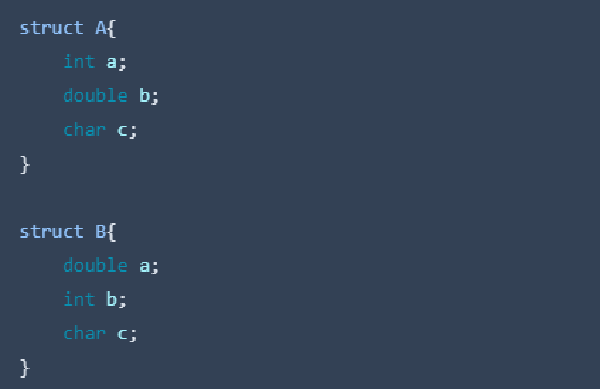 struct A{
    int a;
    double b;
    char c;
}

struct B{
    double a;
    int b;
    char c;
}